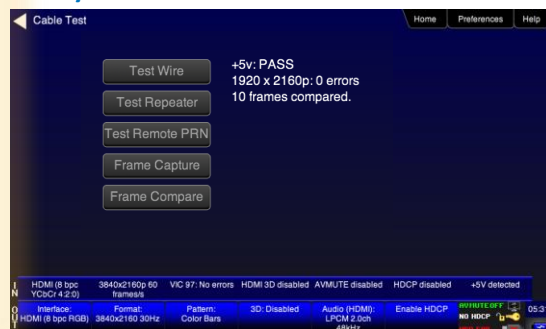 Cable Test
Home Preferences Help
Test Wire
Test Repeater
Test Remote PRN
Frame Capture
Frame Compare
+5v: PASS
1920 x 2160p: 0 errors
10 frames compared.
IN
HDMI (8 bpc YCbCr 4:2:0)
3840x2160p 60 frames/s
VIC 97: No errors
HDMI 3D disabled
AVMUTE disabled
HDCP disabled
+5V detected
OUT
Interface: HDMI (8 bpc RGB)
Format: 3840x2160 30Hz
Pattern: Color Bars
3D: Disabled
Audio (HDMI): LPCM 2.0ch 48kHz
Enable HDCP
AVMUTE OFF
NO HDCP
05:3